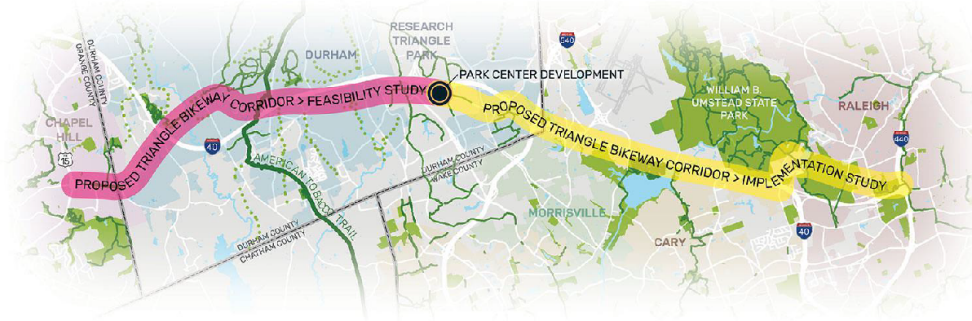 RESEARCH
TRIANGLE
PARK
DURHAM
DURHAM COUNTY
ORANGE COUNTY
540
PARK CENTER DEVELOPMENT
PROPOSED TRIANGLE BIKEWAY CORRIDOR > FEASIBILITY STUDY
PROPOSED TRIANGLE BIKEWAY CORRIDOR > IMPLEMENTATION STUDY
WILLIAM B.
UMSTEAD STATE
PARK
RALEIGH
CHAPEL
HILL
15
40
440
AMERICAN TOBACCO TRAIL
DURHAM COUNTY
WAKE COUNTY
MORRISVILLE
DURHAM COUNTY
CHATHAM COUNTY
CARY
40